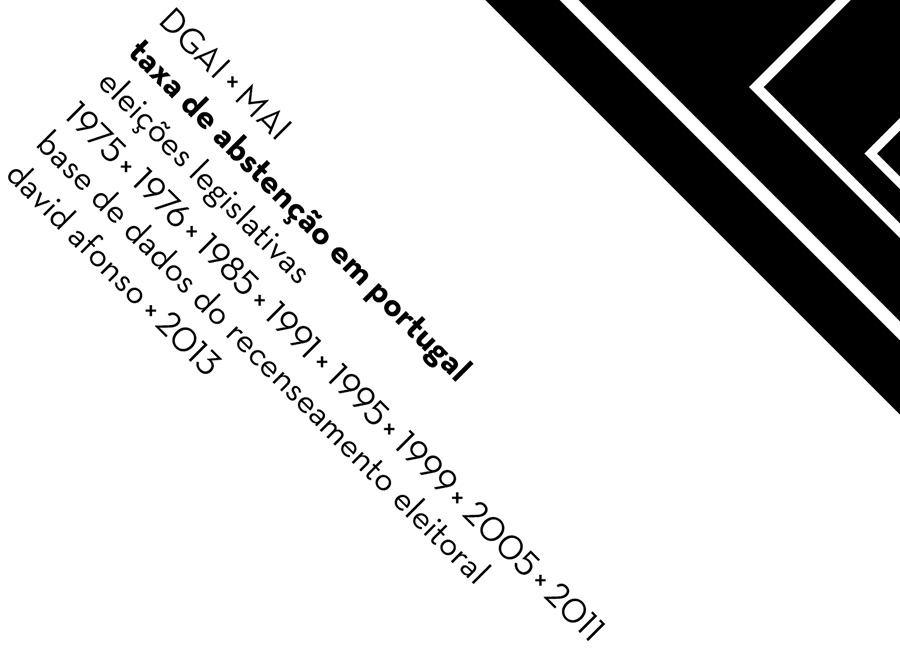 DGAI × MAI
taxa de abstenção em portugal
eleições legislativas
1975 × 1976 × 1985 × 1991 × 1995 × 1999 × 2005 × 2011
base de dados do recenseamento eleitoral
david afonso × 2013